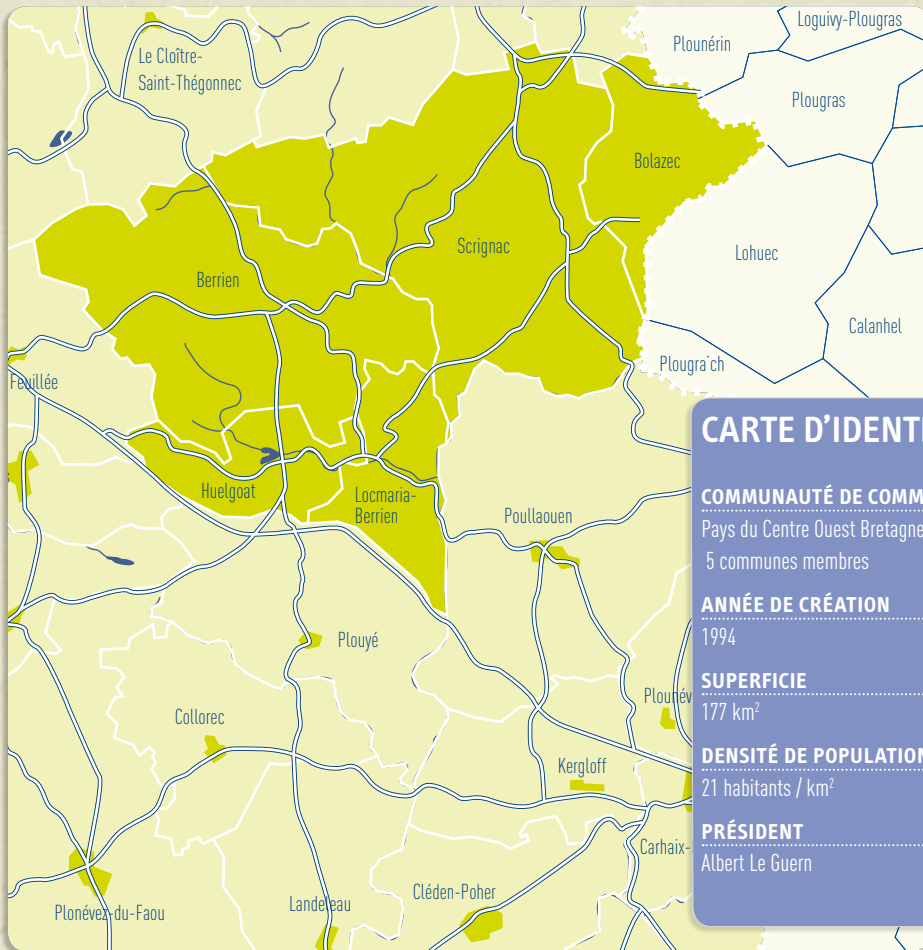 Loguivy-Plougras
Plounérin
Le Cloître-
Saint-Thégonnec
Plougras
Bolazec
Scrignac
Lohuec
Berrien
Calanhel
Plougra˙ch
Feuillée
CARTE D’IDENTI
COMMUNAUTÉ DE COMM
Pays du Centre Ouest Bretagne
5 communes membres
ANNÉE DE CRÉATION
1994
SUPERFICIE
177 km²
DENSITÉ DE POPULATION
21 habitants / km²
PRÉSIDENT
Albert Le Guern
Huelgoat
Locmaria-
Berrien
Poullaouen
Plouyé
Plounév
Collorec
Kergloff
Carhaix-
Cléden-Poher
Landeleau
Plonévez-du-Faou